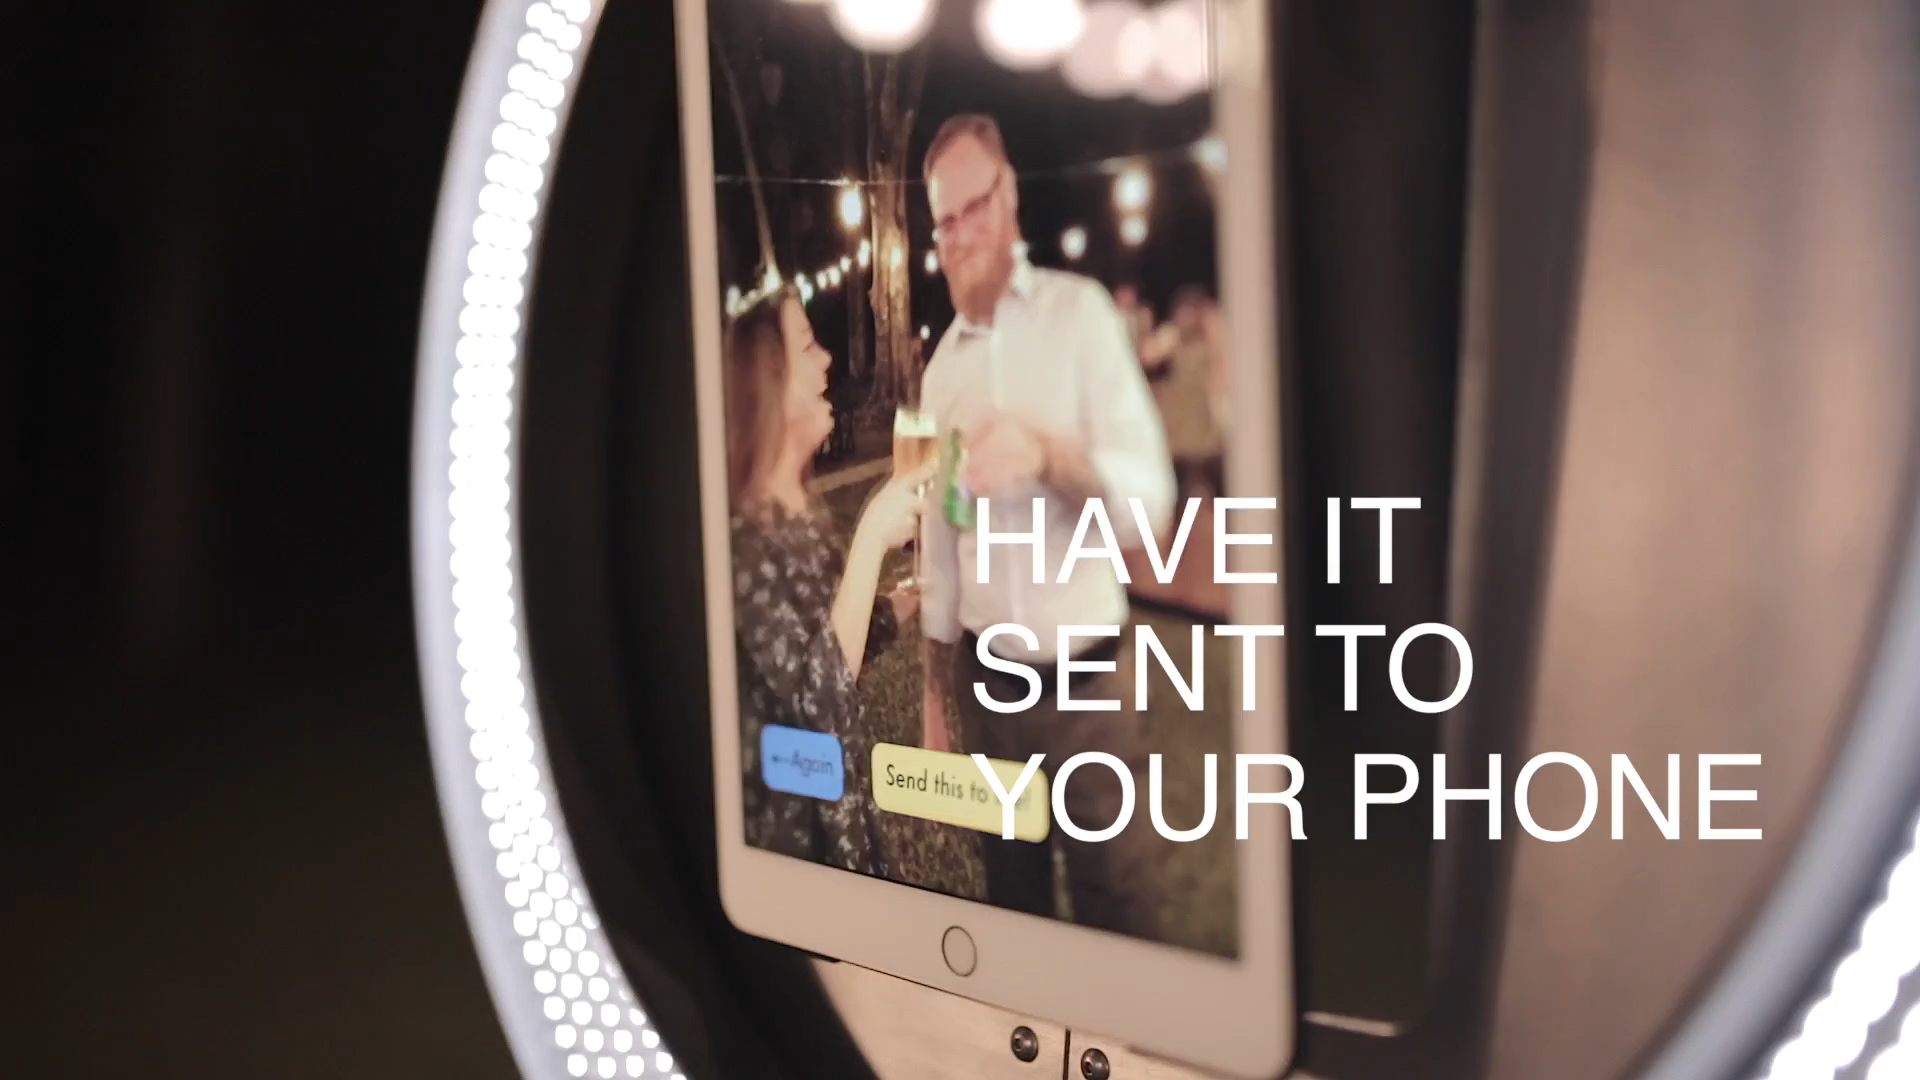 HAVE IT
SENT TO
YOUR PHONE
←Again
Send this to